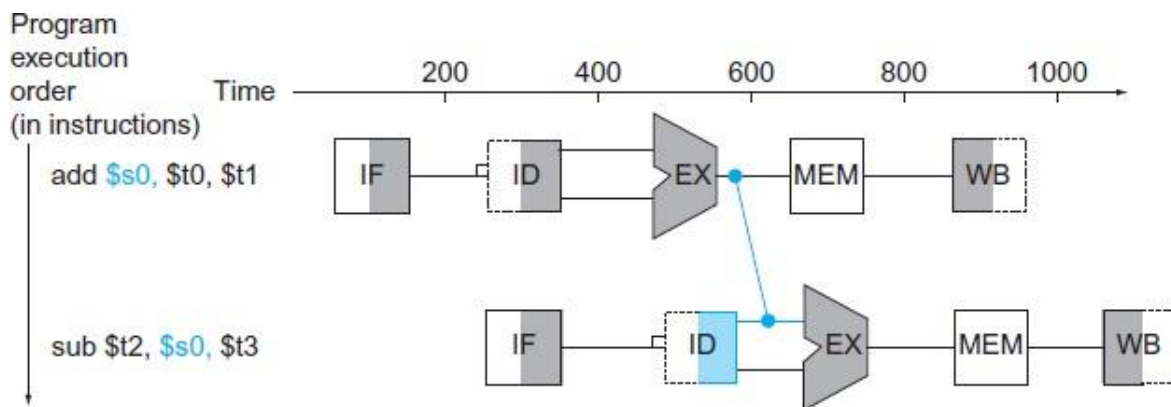 Program
execution
order
(in instructions)
Time
200 400 600 800 1000
add $s0, $t0, $t1
IF ID EX MEM WB
sub $t2, $s0, $t3
IF ID EX MEM WB